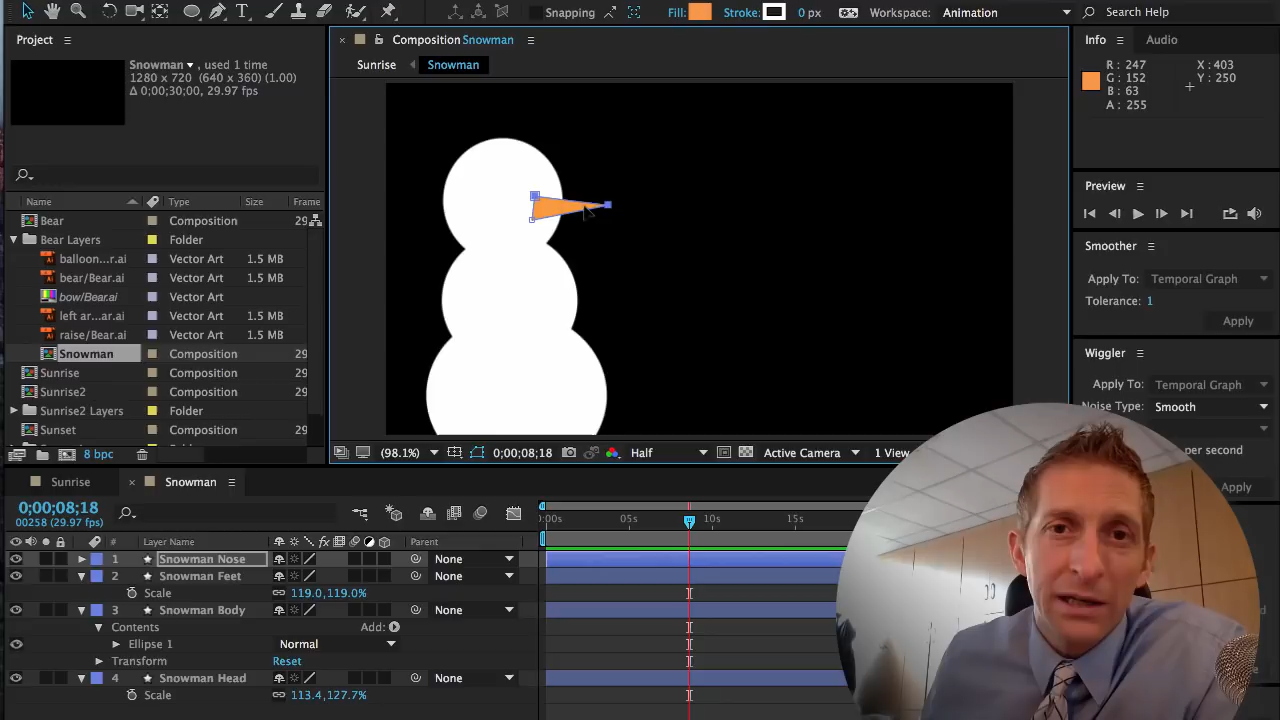 Snapping
Fill:
Stroke:
0 px
Workspace:
Animation
Search Help
Project
Snowman , used 1 time
1280 x 720 (640 x 360) (1.00)
Δ 0;00;30;00, 29.97 fps
Name
Type
Size
Frame
Bear
Composition
Bear Layers
Folder
balloon...r.ai
Vector Art
1.5 MB
bear/Bear.ai
Vector Art
1.5 MB
bow/Bear.ai
Vector Art
left ar...ar.ai
Vector Art
1.5 MB
raise/Bear.ai
Vector Art
1.5 MB
Snowman
Composition
29
Sunrise
Composition
29
Sunrise2
Composition
29
Sunrise2 Layers
Folder
Sunset
Composition
29
8 bpc
Composition Snowman
Sunrise
Snowman
(98.1%)
0;00;08;18
Half
Active Camera
1 View
Info
Audio
R : 247
G : 152
B : 63
A : 255
X : 403
Y : 250
Preview
Smoother
Apply To: Temporal Graph
Tolerance: 1
Apply
Wiggler
Apply To: Temporal Graph
Noise Type: Smooth
per second
Apply
Sunrise
Snowman
0;00;08;18
00258 (29.97 fps)
:00s
05s
10s
15s
#
Layer Name
Parent
1
Snowman Nose
None
2
Snowman Feet
None
Scale
119.0,119.0%
3
Snowman Body
None
Contents
Add:
Ellipse 1
Normal
Transform
Reset
4
Snowman Head
None
Scale
113.4,127.7%